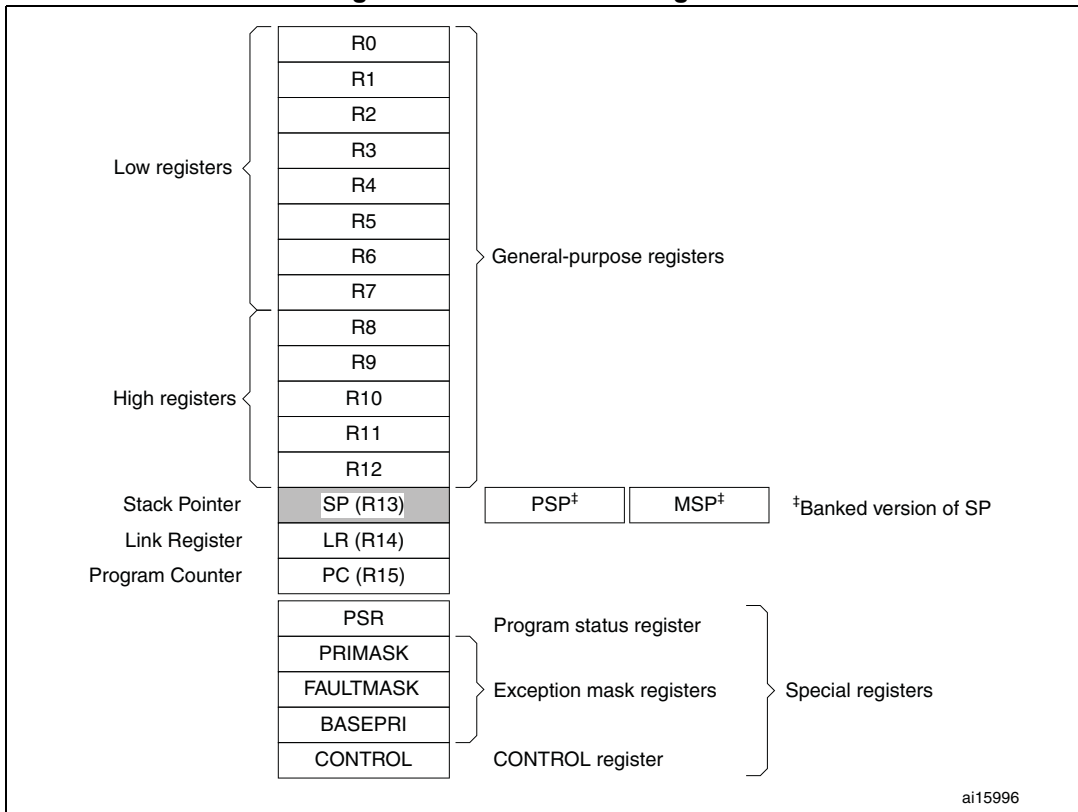 R0
R1
R2
R3
Low registers
R4
R5
R6
General-purpose registers
R7
R8
R9
High registers
R10
R11
R12
Stack Pointer SP (R13) PSP‡ MSP‡ ‡Banked version of SP
Link Register LR (R14)
Program Counter PC (R15)
PSR Program status register
PRIMASK
FAULTMASK Exception mask registers Special registers
BASEPRI
CONTROL CONTROL register
ai15996